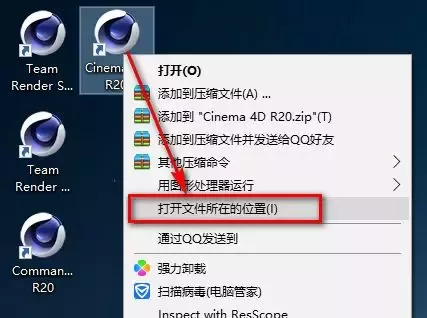 Team
Render S...
Cinema
R20
Team
Render ...
Comman...
R20
打开(O)
添加到压缩文件(A) ...
添加到 "Cinema 4D R20.zip"(T)
添加到压缩文件并发送给QQ好友
其他压缩命令
用图形处理器运行
打开文件所在的位置(I)
通过QQ发送到
强力卸载
扫描病毒(电脑管家)
Inspect with ResScope